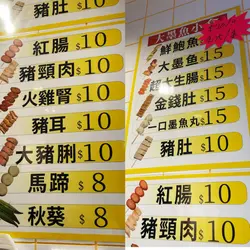 豬肚 $10
紅腸 $10
豬頸肉 $10
火雞腎 $10
豬耳 $10
大豬脷 $10
馬蹄 $8
秋葵 $8
大墨魚小食
鮮鮑魚
大墨魚 $15
超大生腸 $15
金錢肚 $15
一口墨魚丸 $15
豬肚 $10
紅腸 $10
豬頸肉 $10